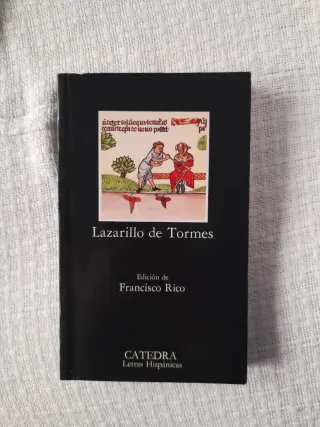 Lazarillo de Tormes
Edición de
Francisco Rico
CATEDRA
Letras Hispánicas